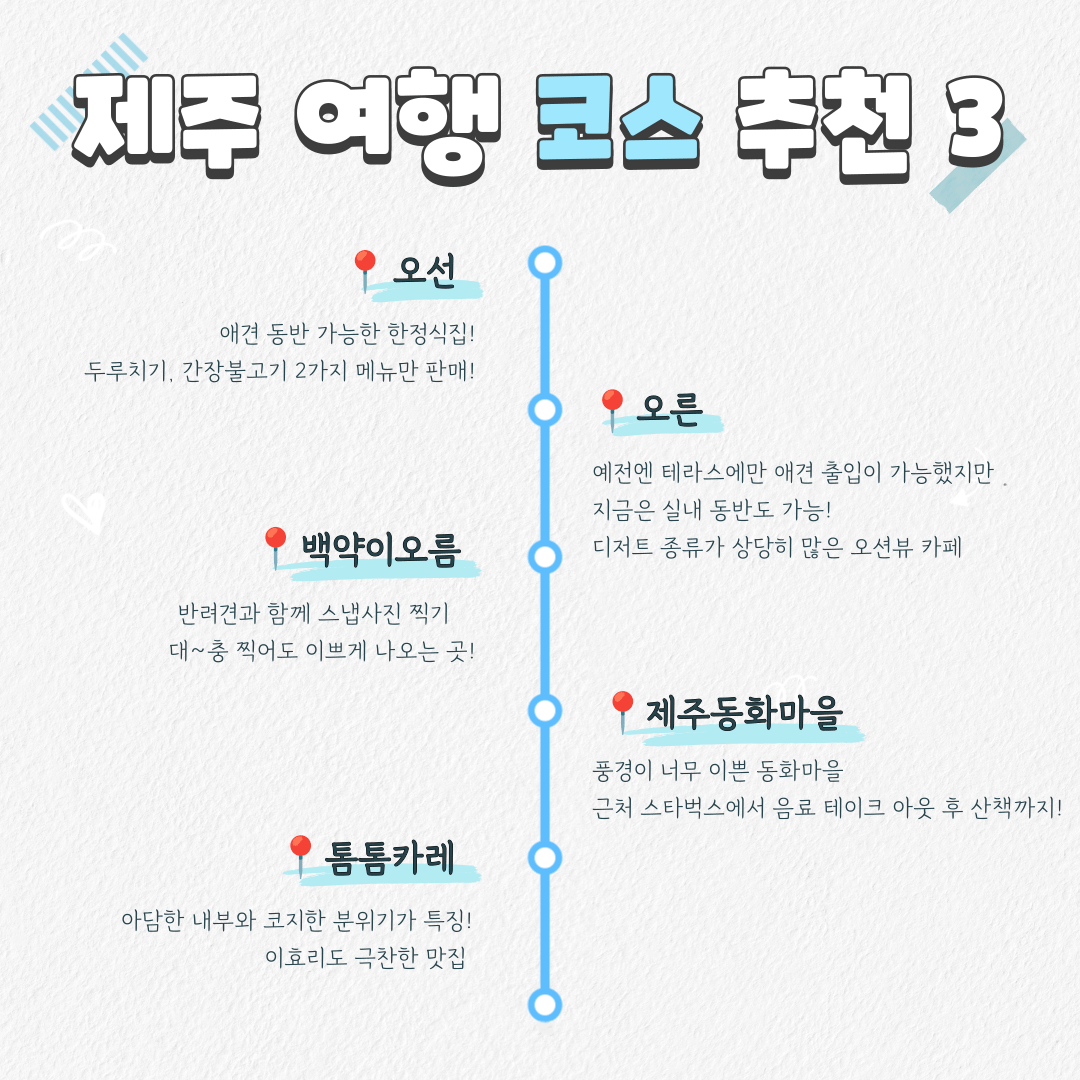 제주 여행 코스 추천 3
오선
애견 동반 가능한 한정식집!
두루치기, 간장불고기 2가지 메뉴만 판매!
오른
예전엔 테라스에만 애견 출입이 가능했지만
지금은 실내 동반도 가능!
디저트 종류가 상당히 많은 오션뷰 카페
백약이오름
반려견과 함께 스냅사진 찍기
대~충 찍어도 이쁘게 나오는 곳!
제주동화마을
풍경이 너무 이쁜 동화마을
근처 스타벅스에서 음료 테이크 아웃 후 산책까지!
톰톰카레
아담한 내부와 코지한 분위기가 특징!
이효리도 극찬한 맛집